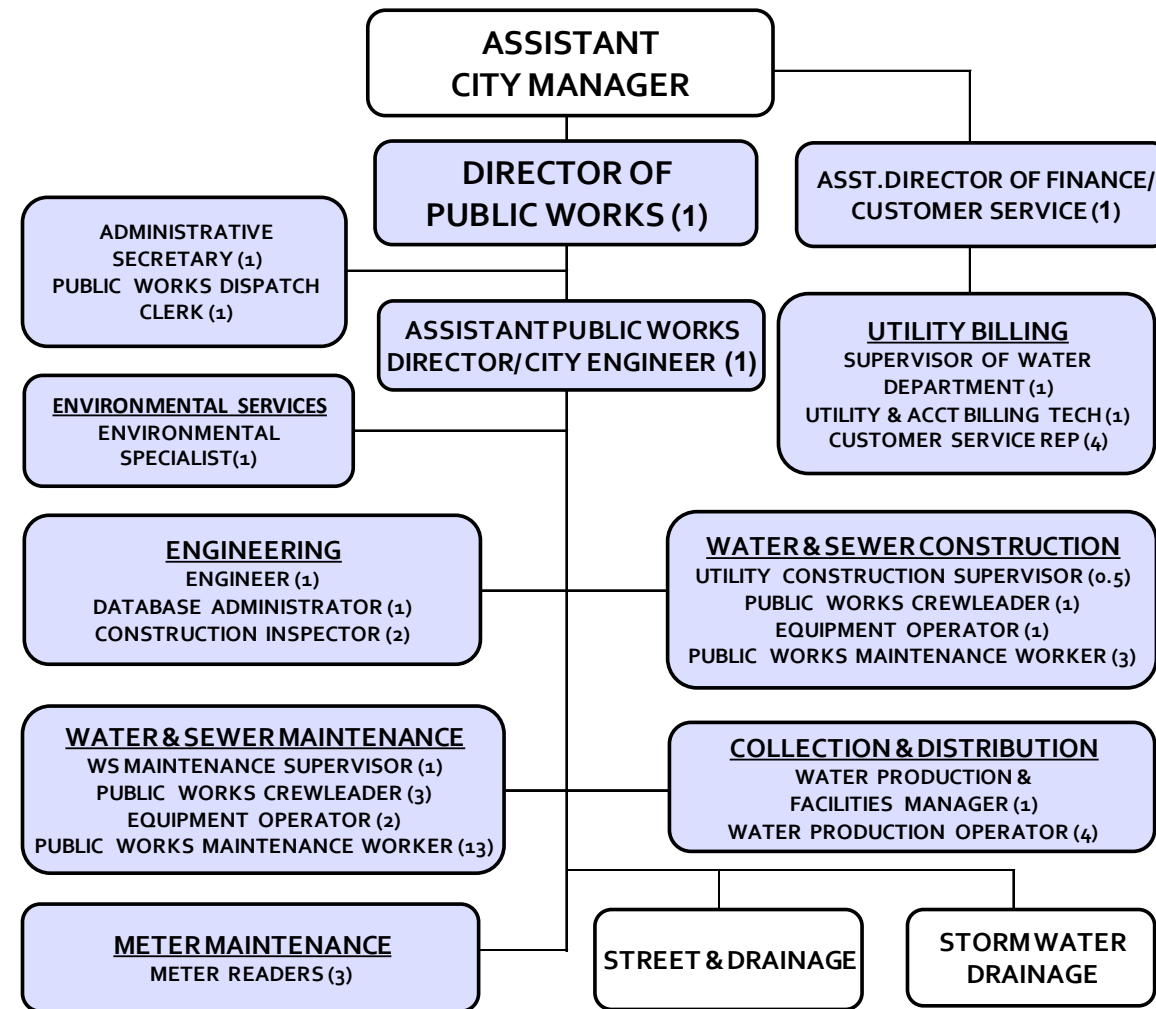 ASSISTANT
CITY MANAGER
DIRECTOR OF
PUBLIC WORKS (1)
ASST.DIRECTOR OF FINANCE/
CUSTOMER SERVICE (1)
ADMINISTRATIVE
SECRETARY (1)
PUBLIC WORKS DISPATCH
CLERK (1)
ASSISTANT PUBLIC WORKS
DIRECTOR/ CITY ENGINEER (1)
UTILITY BILLING
SUPERVISOR OF WATER
DEPARTMENT (1)
UTILITY & ACCT BILLING TECH (1)
CUSTOMER SERVICE REP (4)
ENVIRONMENTAL SERVICES
ENVIRONMENTAL
SPECIALIST(1)
ENGINEERING
ENGINEER (1)
DATABASE ADMINISTRATOR (1)
CONSTRUCTION INSPECTOR (2)
WATER & SEWER CONSTRUCTION
UTILITY CONSTRUCTION SUPERVISOR (0.5)
PUBLIC WORKS CREWLEADER (1)
EQUIPMENT OPERATOR (1)
PUBLIC WORKS MAINTENANCE WORKER (3)
WATER & SEWER MAINTENANCE
WS MAINTENANCE SUPERVISOR (1)
PUBLIC WORKS CREWLEADER (3)
EQUIPMENT OPERATOR (2)
PUBLIC WORKS MAINTENANCE WORKER (13)
COLLECTION & DISTRIBUTION
WATER PRODUCTION &
FACILITIES MANAGER (1)
WATER PRODUCTION OPERATOR (4)
METER MAINTENANCE
METER READERS (3)
STREET & DRAINAGE
STORM WATER
DRAINAGE